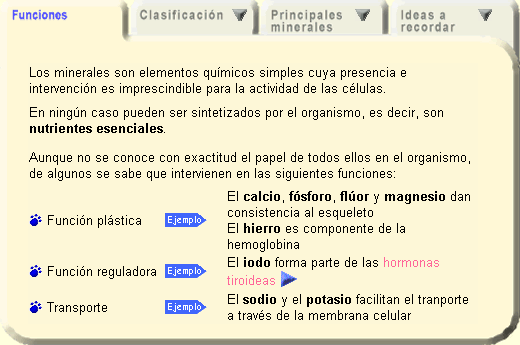 Funciones
Clasificación
Principales
minerales
Ideas a
recordar
Los minerales son elementos químicos simples cuya presencia e
intervención es imprescindible para la actividad de las células.
En ningún caso pueden ser sintetizados por el organismo, es decir, son
nutrientes esenciales.
Aunque no se conoce con exactitud el papel de todos ellos en el organismo,
de algunos se sabe que intervienen en las siguientes funciones:
Función plástica
Ejemplo
El calcio, fósforo, flúor y magnesio dan
consistencia al esqueleto
El hierro es componente de la
hemoglobina
Función reguladora
Ejemplo
El iodo forma parte de las hormonas
tiroideas
Transporte
Ejemplo
El sodio y el potasio facilitan el tranporte
a través de la membrana celular